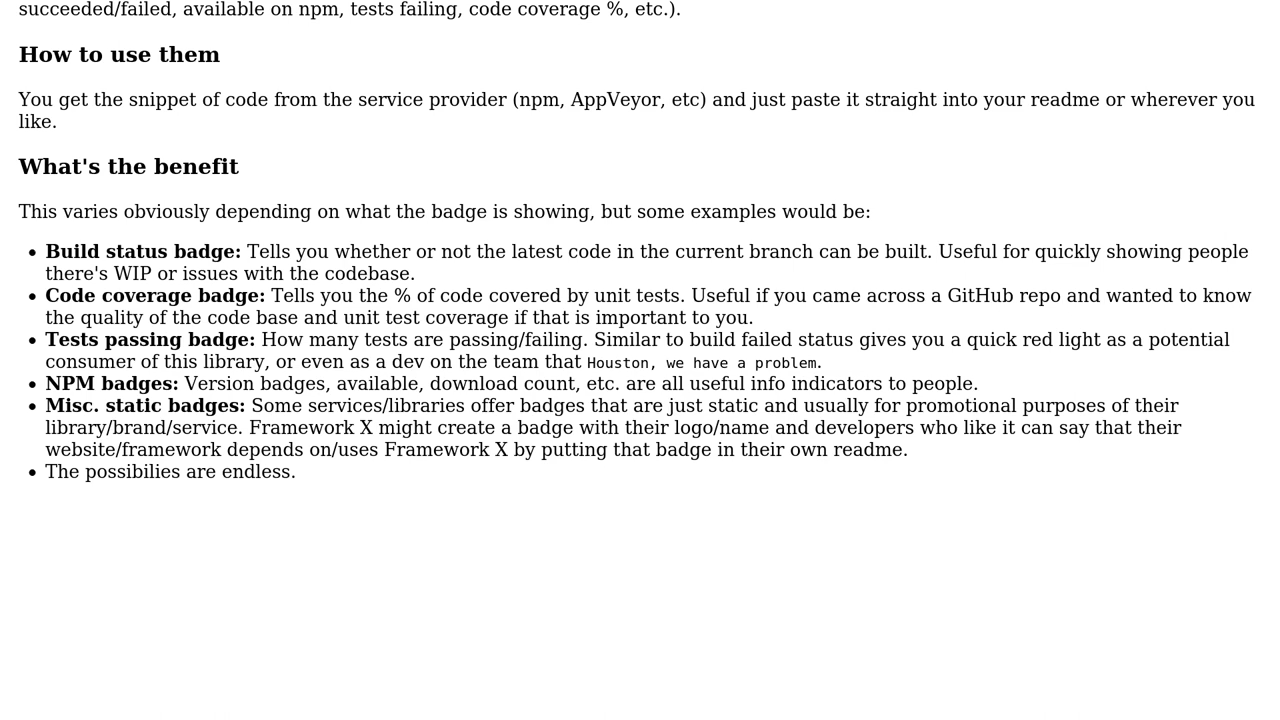 succeeded/failed, available on npm, tests failing, code coverage %, etc.).
How to use them
You get the snippet of code from the service provider (npm, AppVeyor, etc) and just paste it straight into your readme or wherever you
like.
What's the benefit
This varies obviously depending on what the badge is showing, but some examples would be:
• Build status badge: Tells you whether or not the latest code in the current branch can be built. Useful for quickly showing people
there's WIP or issues with the codebase.
• Code coverage badge: Tells you the % of code covered by unit tests. Useful if you came across a GitHub repo and wanted to know
the quality of the code base and unit test coverage if that is important to you.
• Tests passing badge: How many tests are passing/failing. Similar to build failed status gives you a quick red light as a potential
consumer of this library, or even as a dev on the team that Houston, we have a problem.
• NPM badges: Version badges, available, download count, etc. are all useful info indicators to people.
• Misc. static badges: Some services/libraries offer badges that are just static and usually for promotional purposes of their
library/brand/service. Framework X might create a badge with their logo/name and developers who like it can say that their
website/framework depends on/uses Framework X by putting that badge in their own readme.
• The possibilies are endless.